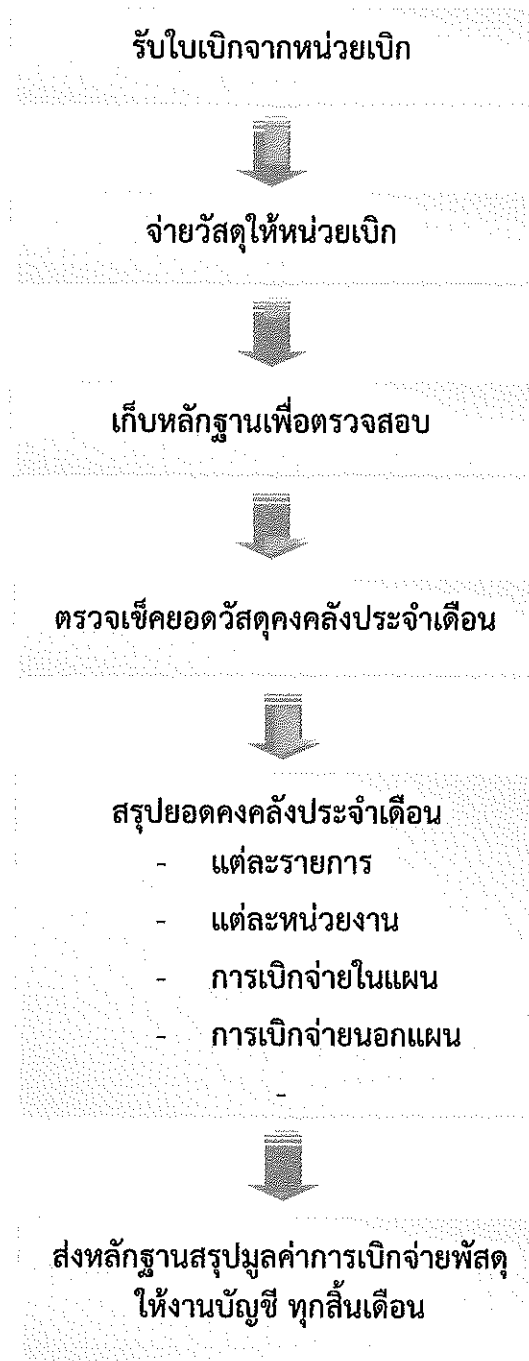 รับใบเบิกจากหน่วยเบิก
จ่ายวัสดุให้หน่วยเบิก
เก็บหลักฐานเพื่อตรวจสอบ
ตรวจเช็คยอดวัสดุคงคลังประจำเดือน
สรุปยอดคงคลังประจำเดือน
- แต่ละรายการ
- แต่ละหน่วยงาน
- การเบิกจ่ายในแผน
- การเบิกจ่ายนอกแผน
-
ส่งหลักฐานสรุปมูลค่าการเบิกจ่ายพัสดุ
ให้งานบัญชี ทุกสิ้นเดือน